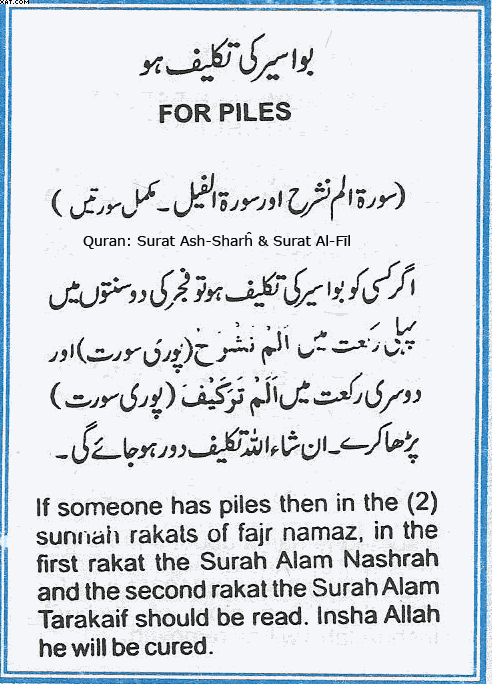 XAT.COM
بواسیر کی تکلیف ہو
FOR PILES
(سورۃ الم نشرح اور سورۃ الفیل۔ مکمل سورتیں)
Quran: Surat Ash-Sharĥ & Surat Al-Fīl
اگر کسی کو بواسیر کی تکلیف ہو تو فجر کی دو سنتوں میں
پہلی رکعت میں اَلَمْ نَشْرَحْ (پوری سورت) اور
دوسری رکعت میں اَلَمْ تَرَ کَیْفَ (پوری سورت)
پڑھا کرے۔ ان شاء اللہ تکلیف دور ہو جائے گی۔
If someone has piles then in the (2)
sunnah rakats of fajr namaz, in the
first rakat the Surah Alam Nashrah
and the second rakat the Surah Alam
Tarakaif should be read. Insha Allah
he will be cured.